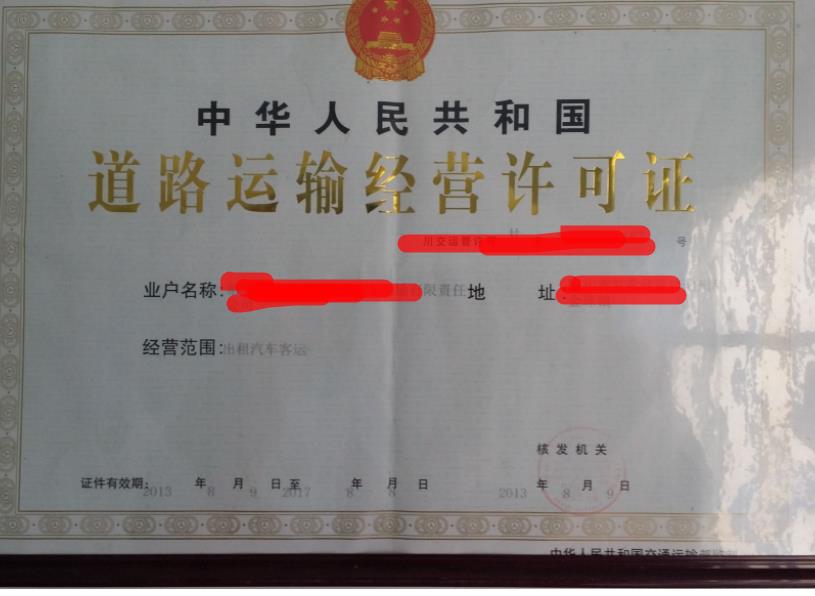 中华人民共和国
道路运输经营许可证
川交运管许 号
业户名称: 有限责任 地 址:
经营范围:出租汽车客运
核发机关
证件有效期: 2013 年 8 月 9 日至 2017 年 8 月 8 日 2013 年 8 月 9 日
中华人民共和国交通运输部监制